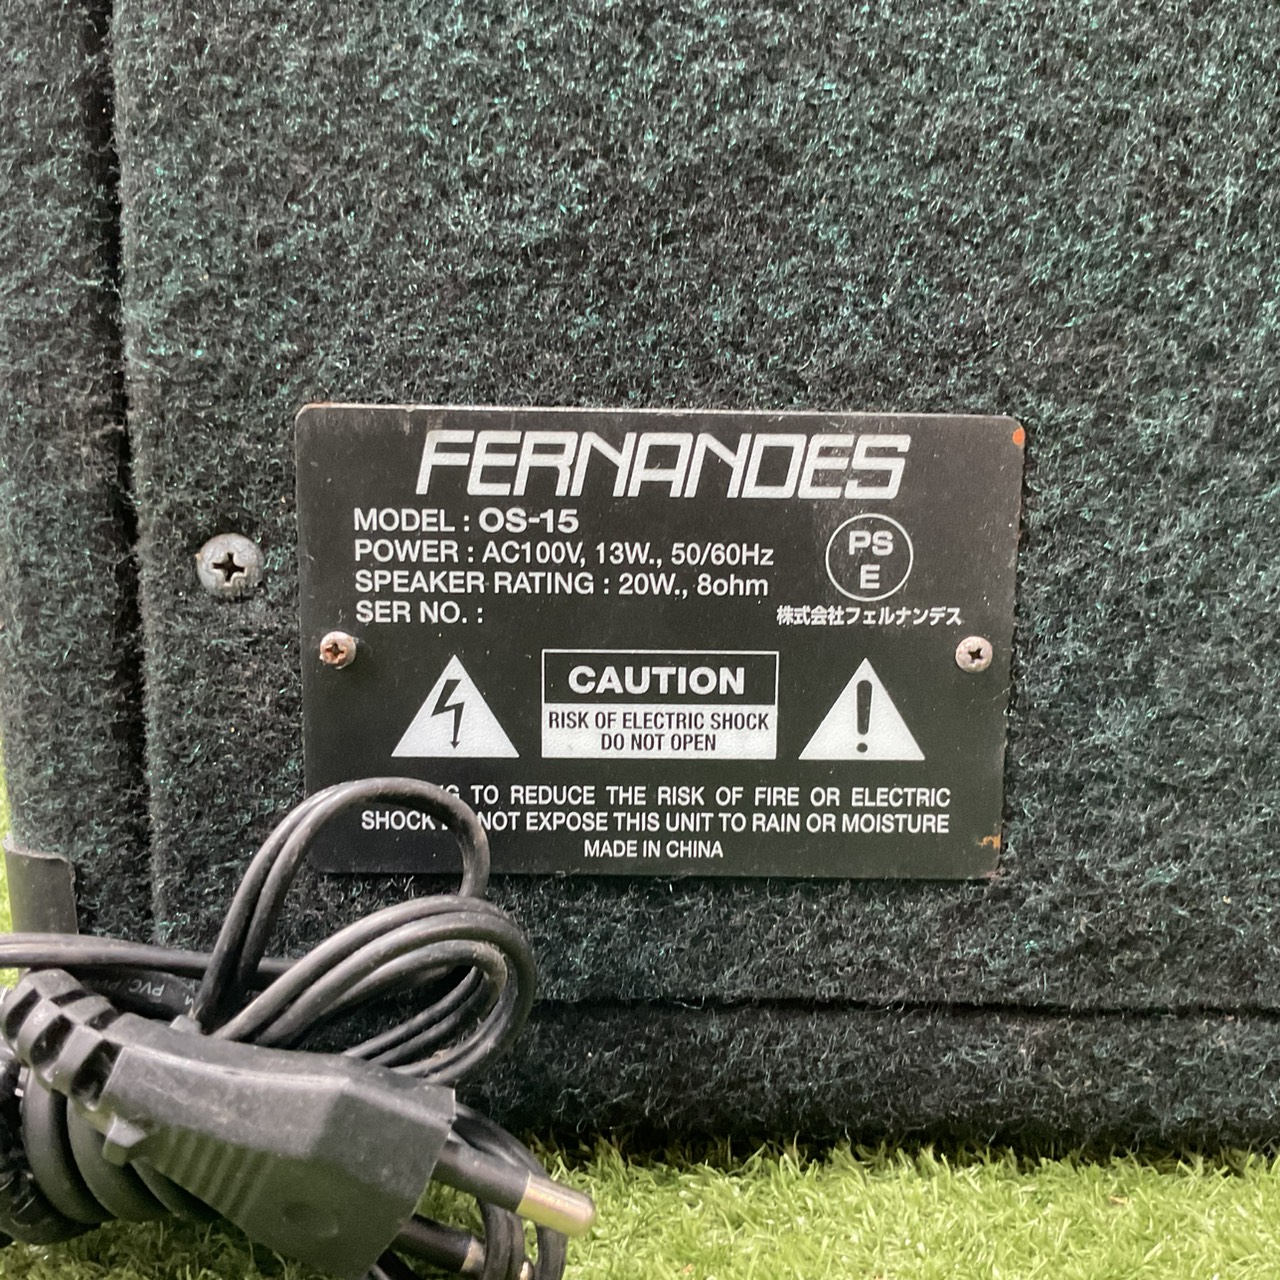 FERNANDES
MODEL : OS-15
POWER : AC100V, 13W., 50/60Hz
SPEAKER RATING : 20W., 8ohm
SER NO. :
PS
E
株式会社フェルナンデス
CAUTION
RISK OF ELECTRIC SHOCK
DO NOT OPEN
TO REDUCE THE RISK OF FIRE OR ELECTRIC
SHOCK NOT EXPOSE THIS UNIT TO RAIN OR MOISTURE
MADE IN CHINA
PVC